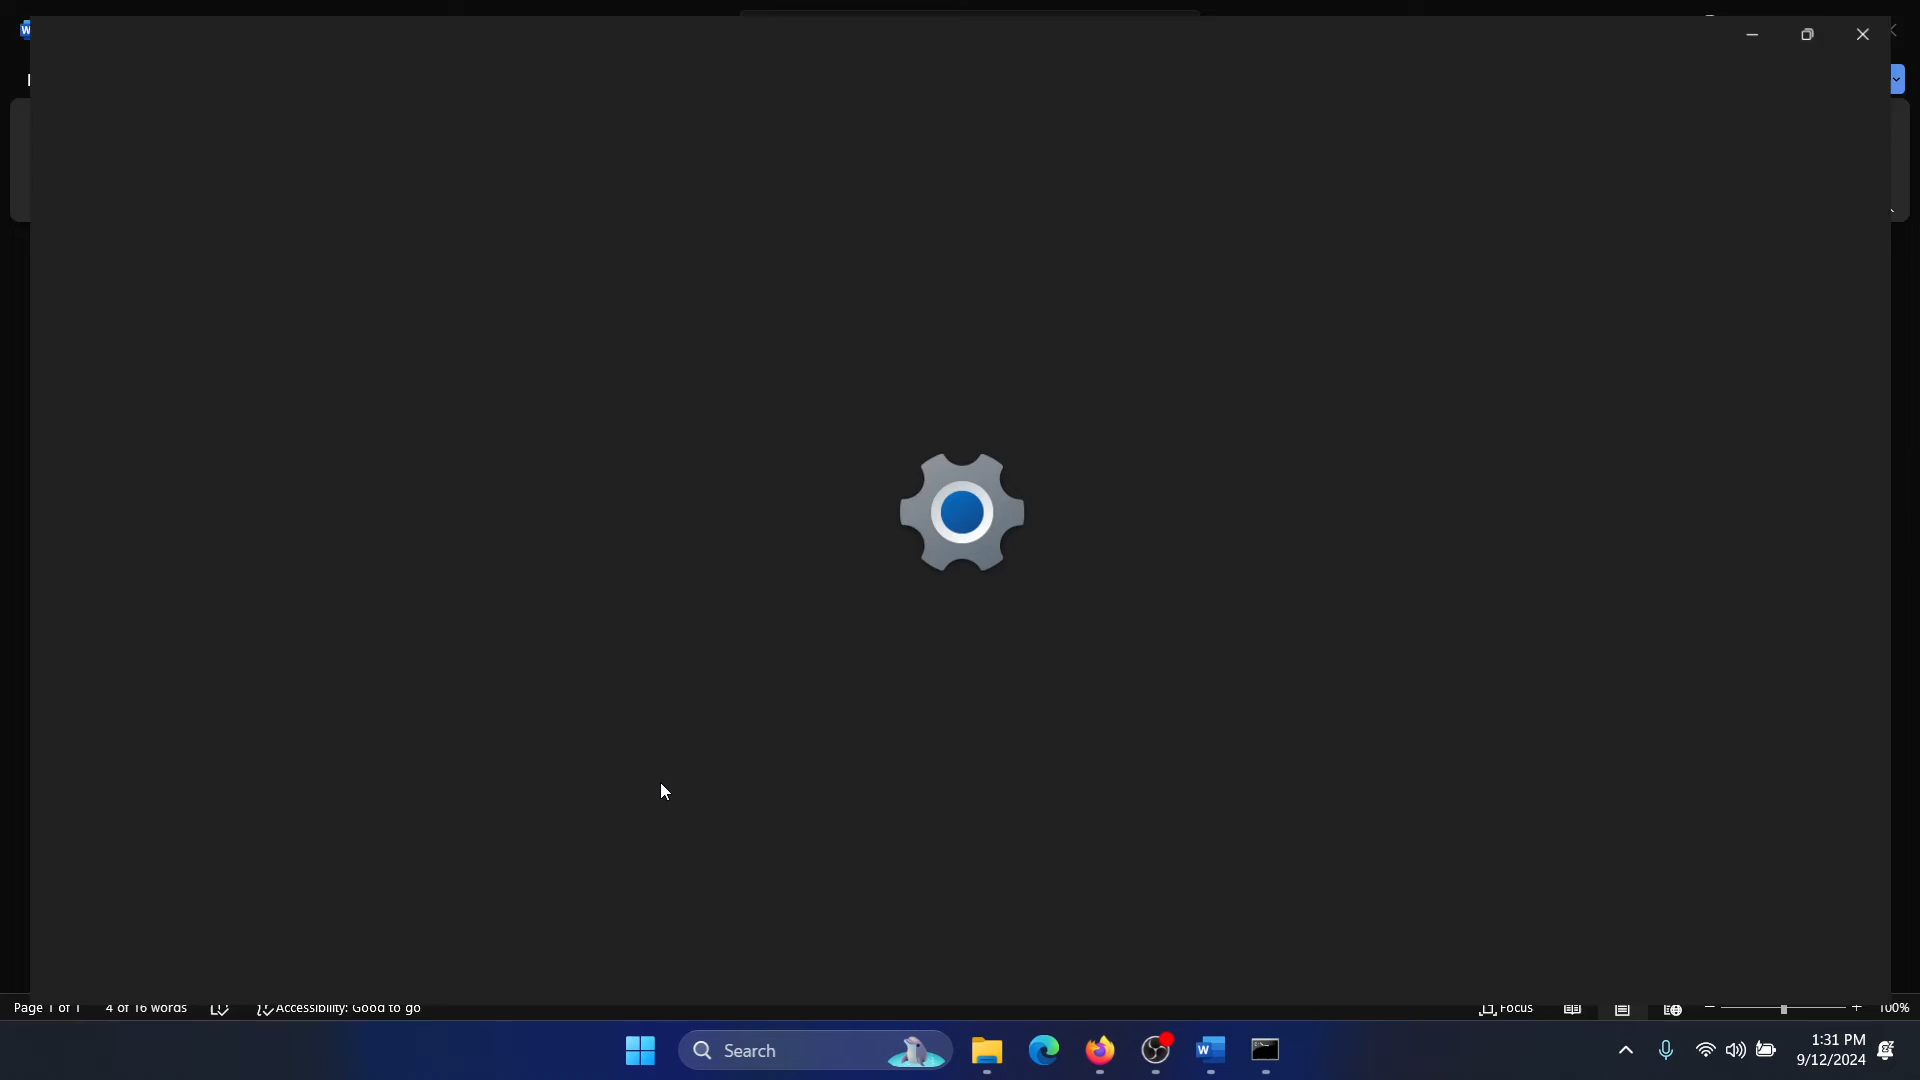 Page 1 of 1
4 of 16 words
Accessibility: Good to go
Focus
100%
Search
1:31 PM
9/12/2024